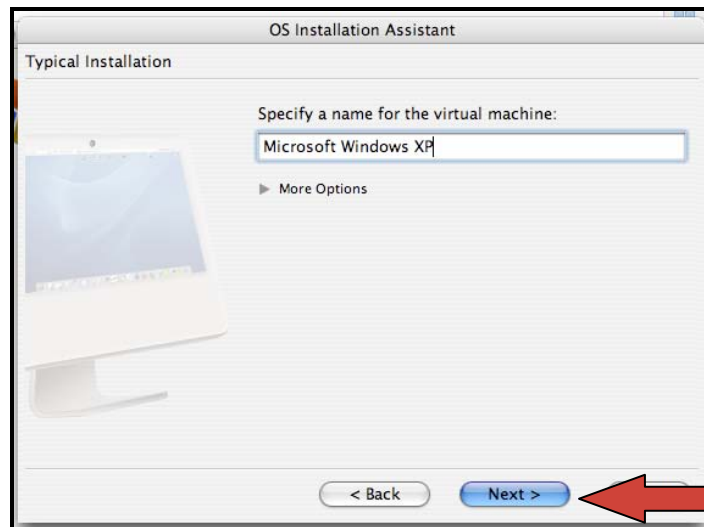 OS Installation Assistant
Typical Installation
Specify a name for the virtual machine:
Microsoft Windows XP
More Options
< Back
Next >